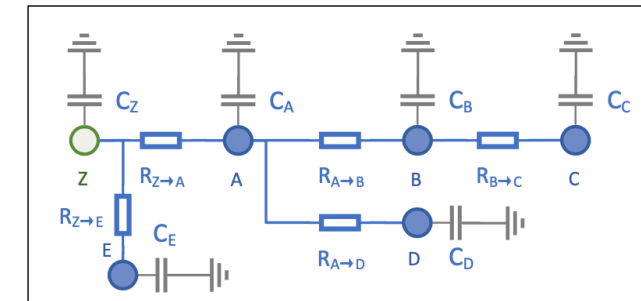 C_Z
C_A
C_B
C_C
Z
R_Z→A
A
R_A→B
B
R_B→C
C
R_Z→E
E
C_E
R_A→D
D
C_D